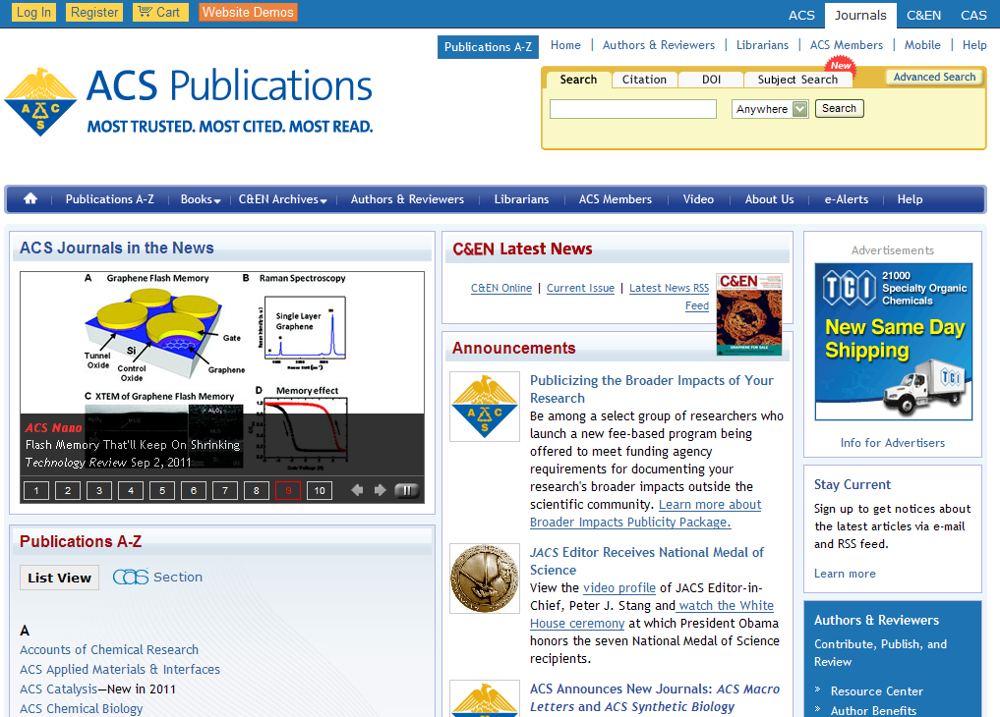 Log In
Register
Cart
Website Demos
ACS
Journals
C&EN
CAS
Publications A-Z
Home
Authors & Reviewers
Librarians
ACS Members
Mobile
Help
ACS Publications
MOST TRUSTED. MOST CITED. MOST READ.
A C S
Search
Citation
DOI
Subject Search
New
Advanced Search
Anywhere
Search
Publications A-Z
Books
C&EN Archives
Authors & Reviewers
Librarians
ACS Members
Video
About Us
e-Alerts
Help
ACS Journals in the News
A Graphene Flash Memory
B Raman Spectroscopy
Single Layer
Graphene
Gate
Si
Tunnel
Oxide
Control
Oxide
Graphene
C XTEM of Graphene Flash Memory
D Memory effect
ACS Nano
Flash Memory That'll Keep On Shrinking
Technology Review Sep 2, 2011
1 2 3 4 5 6 7 8 9 10
Publications A-Z
List View
Section
A
Accounts of Chemical Research
ACS Applied Materials & Interfaces
ACS Catalysis—New in 2011
ACS Chemical Biology
C&EN Latest News
C&EN Online | Current Issue | Latest News RSS
Feed
C&EN
GRAPHENE FOR SALE
Announcements
Publicizing the Broader Impacts of Your
Research
Be among a select group of researchers who
launch a new fee-based program being
offered to meet funding agency
requirements for documenting your
research's broader impacts outside the
scientific community. Learn more about
Broader Impacts Publicity Package.
JACS Editor Receives National Medal of
Science
View the video profile of JACS Editor-in-
Chief, Peter J. Stang and watch the White
House ceremony at which President Obama
honors the seven National Medal of Science
recipients.
ACS Announces New Journals: ACS Macro
Letters and ACS Synthetic Biology
Advertisements
TCI
21000
Specialty Organic
Chemicals
New Same Day
Shipping
TCI
Info for Advertisers
Stay Current
Sign up to get notices about
the latest articles via e-mail
and RSS feed.
Learn more
Authors & Reviewers
Contribute, Publish, and
Review
» Resource Center
» Author Benefits